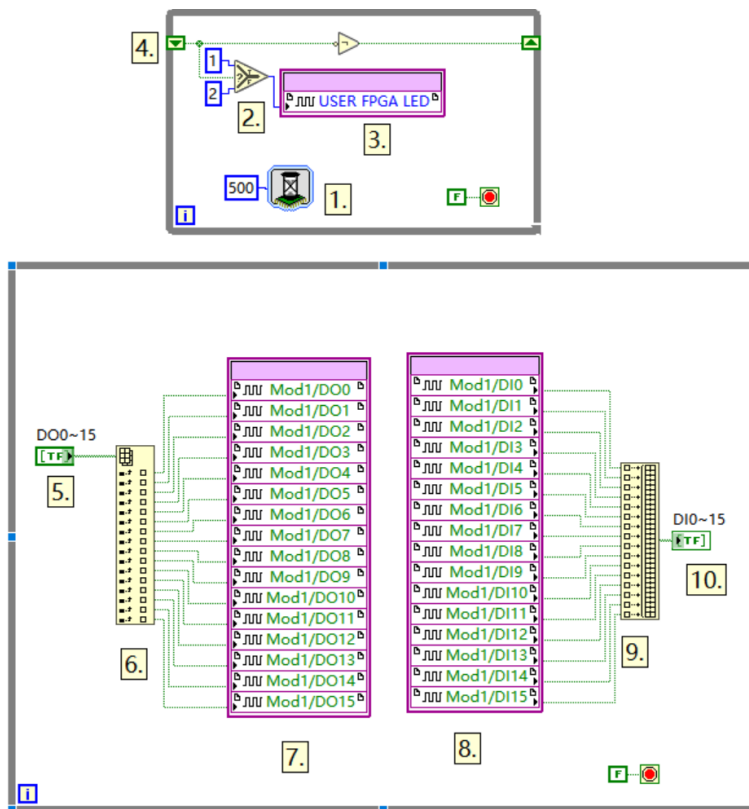 4.
1
?
T
F
2
2.
USER FPGA LED
3.
500
1.
F
i
DO0~15
[TF]
5.
6.
Mod1/DO0
Mod1/DO1
Mod1/DO2
Mod1/DO3
Mod1/DO4
Mod1/DO5
Mod1/DO6
Mod1/DO7
Mod1/DO8
Mod1/DO9
Mod1/DO10
Mod1/DO11
Mod1/DO12
Mod1/DO13
Mod1/DO14
Mod1/DO15
7.
Mod1/DI0
Mod1/DI1
Mod1/DI2
Mod1/DI3
Mod1/DI4
Mod1/DI5
Mod1/DI6
Mod1/DI7
Mod1/DI8
Mod1/DI9
Mod1/DI10
Mod1/DI11
Mod1/DI12
Mod1/DI13
Mod1/DI14
Mod1/DI15
8.
9.
DI0~15
TF]
10.
F
i